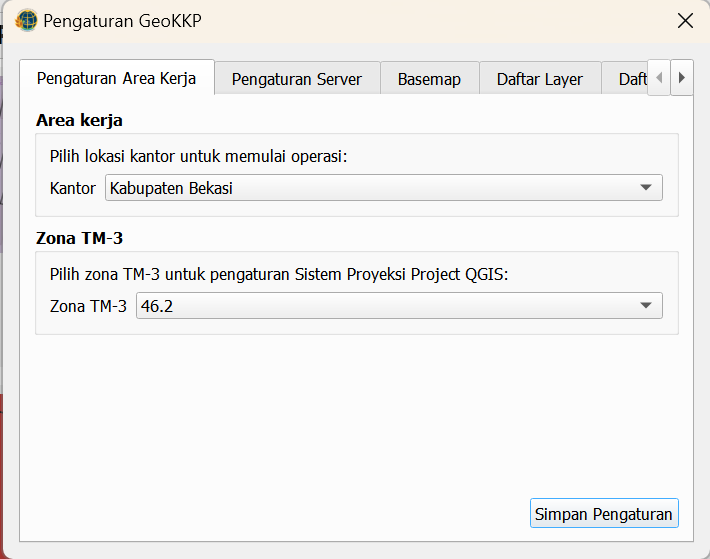 Pengaturan GeoKKP
Pengaturan Area Kerja Pengaturan Server Basemap Daftar Layer Daft
Area kerja
Pilih lokasi kantor untuk memulai operasi:
Kantor Kabupaten Bekasi
Zona TM-3
Pilih zona TM-3 untuk pengaturan Sistem Proyeksi Project QGIS:
Zona TM-3 46.2
Simpan Pengaturan